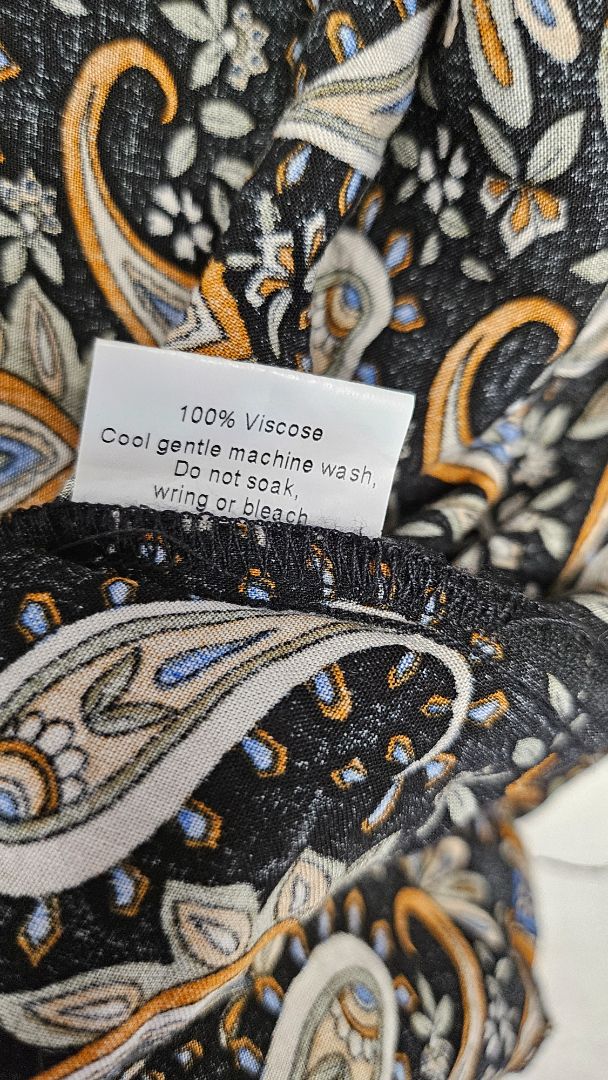 100% Viscose
Cool gentle machine wash,
Do not soak,
wring or bleach